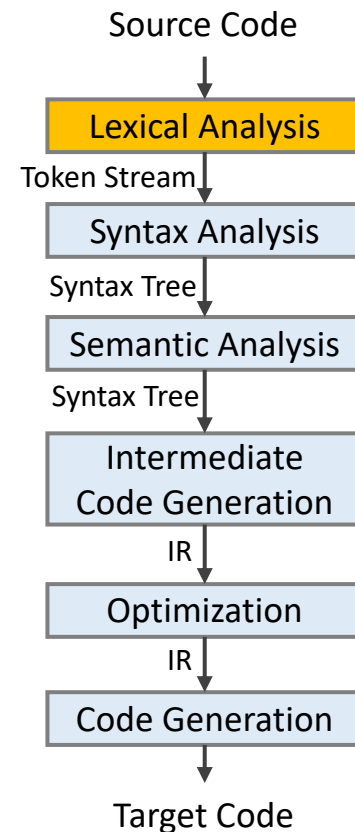 Source Code
Lexical Analysis
Token Stream
Syntax Analysis
Syntax Tree
Semantic Analysis
Syntax Tree
Intermediate
Code Generation
IR
Optimization
IR
Code Generation
Target Code